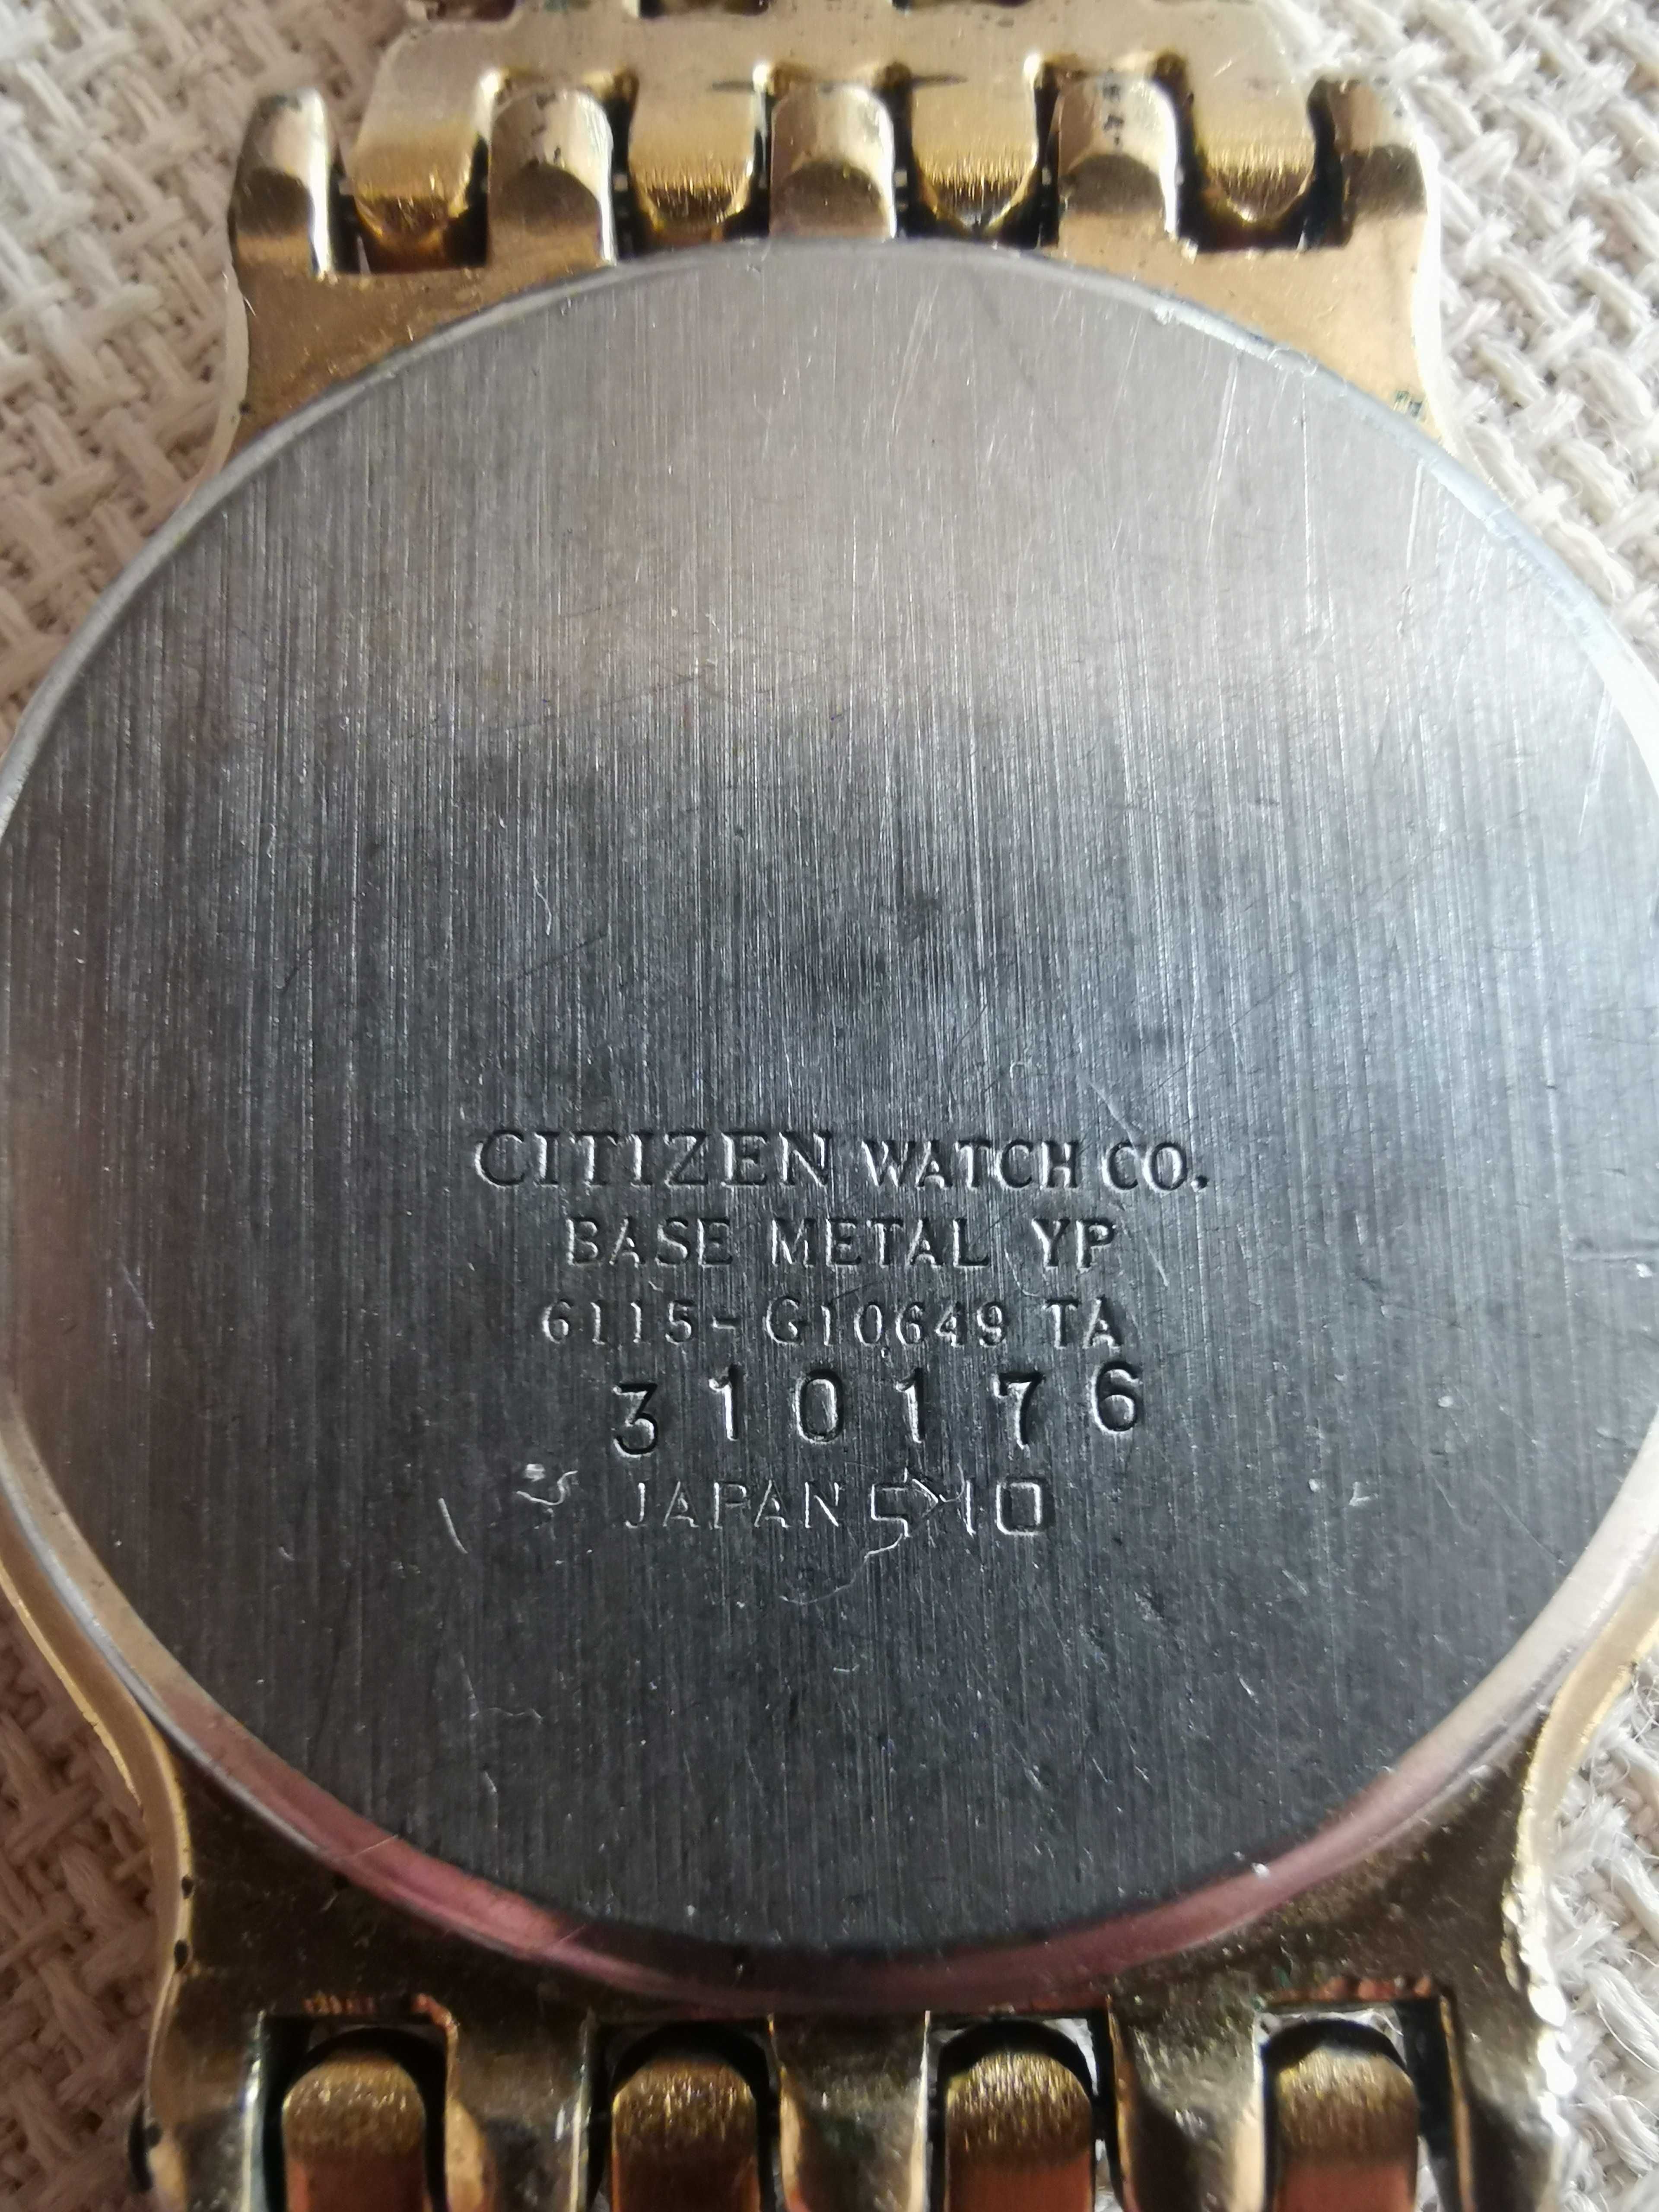 CITIZEN WATCH CO.
BASE METAL YP
6115-G10649 TA
310176
JAPAN